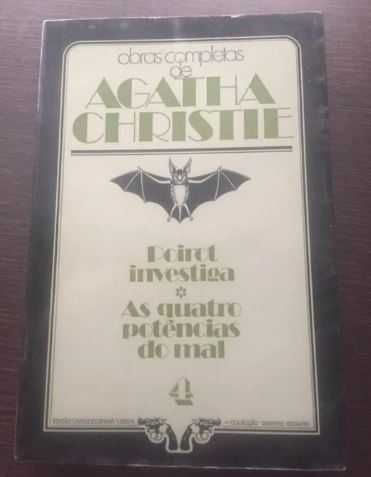 obras completas
de
AGATHA
CHRISTIE
Poirot
investiga
*
As quatro
potências
do mal
4